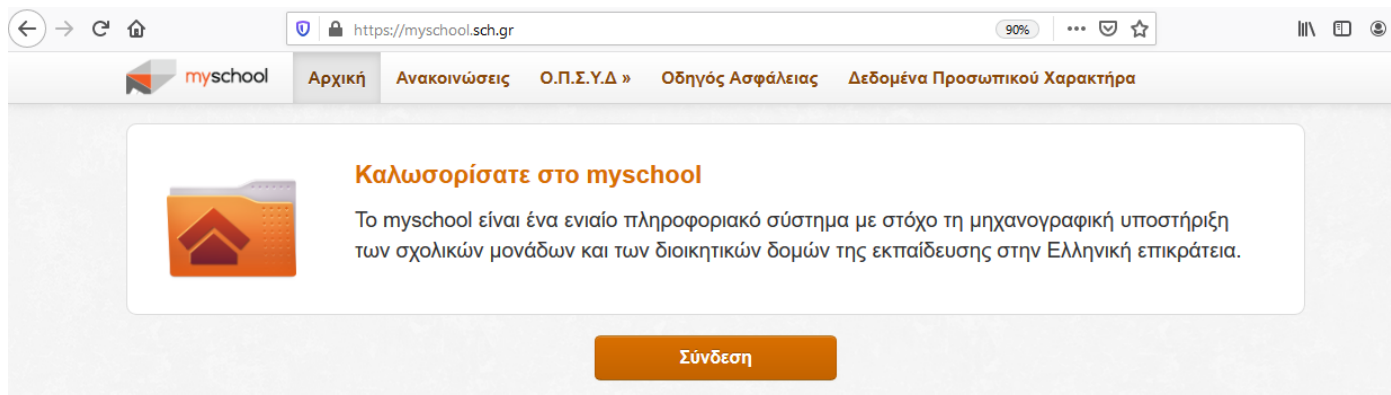 https://myschool.sch.gr 90%
myschool Αρχική Ανακοινώσεις Ο.Π.Σ.Υ.Δ » Οδηγός Ασφάλειας Δεδομένα Προσωπικού Χαρακτήρα
Καλωσορίσατε στο myschool
Το myschool είναι ένα ενιαίο πληροφοριακό σύστημα με στόχο τη μηχανογραφική υποστήριξη
των σχολικών μονάδων και των διοικητικών δομών της εκπαίδευσης στην Ελληνική επικράτεια.
Σύνδεση